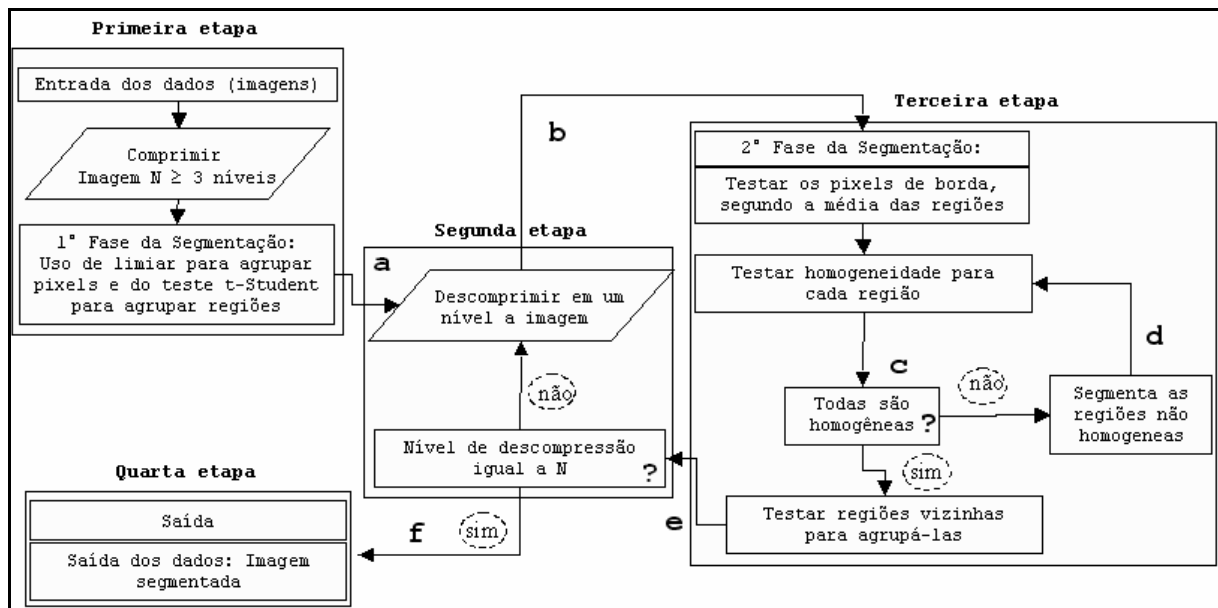 Primeira etapa
Entrada dos dados (imagens)
Comprimir
Imagem N ≥ 3 níveis
1° Fase da Segmentação:
Uso de limiar para agrupar
pixels e do teste t-Student
para agrupar regiões
a
Segunda etapa
Descomprimir em um
nível a imagem
não
Nível de descompressão
igual a N
?
b
Terceira etapa
2° Fase da Segmentação:
Testar os pixels de borda,
segundo a média das regiões
Testar homogeneidade para
cada região
c
Todas são
homogêneas ?
não
Segmenta as
regiões não
homogeneas
d
sim
Testar regiões vizinhas
para agrupá-las
e
f
sim
Quarta etapa
Saída
Saída dos dados: Imagem
segmentada